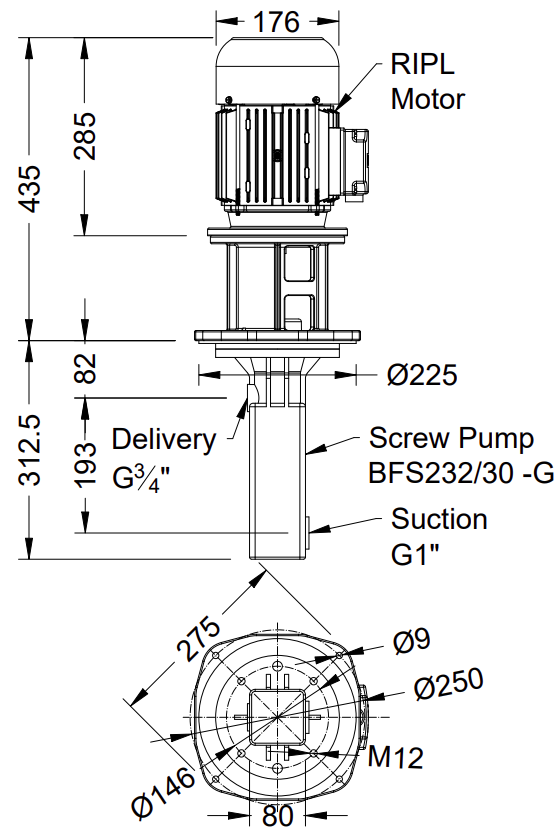 176
RIPL
Motor
285
435
82
Ø225
312.5
193
Delivery
G¾"
Screw Pump
BFS232/30 -G
Suction
G1"
275
Ø9
Ø250
M12
Ø146
80